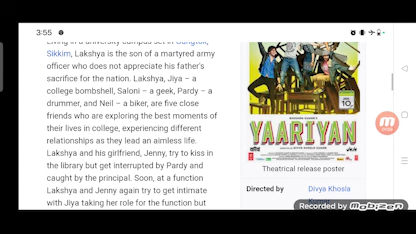 3:55
Living in a university campus set in Gangtok,
Sikkim, Lakshya is the son of a martyred army
officer who does not appreciate his father's
sacrifice for the nation. Lakshya, Jiya – a
college bombshell, Saloni – a geek, Pardy – a
drummer, and Neil – a biker, are five close
friends who are exploring the best moments of
their lives in college, experiencing different
relationships as they lead an aimless life.
Lakshya and his girlfriend, Jenny, try to kiss in
the library but get interrupted by Pardy and
caught by the principal. Soon, at a function
Lakshya and Jenny again try to get intimate
with Jiya taking her role for the function but
10
YAARIYAN
Theatrical release poster
Directed by Divya Khosla
Kumar
Recorded by mobizen